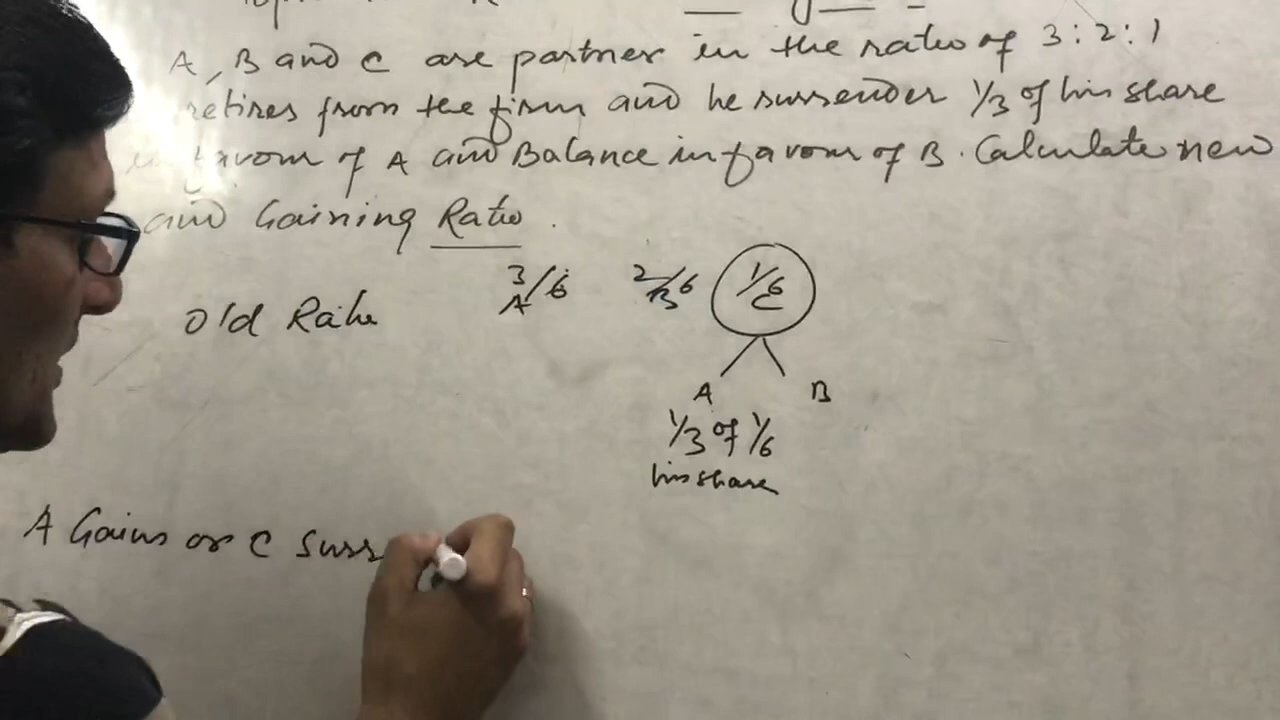 A, B and C are partner in the ratio of 3:2:1
retires from the firm and he surrender 1/3 of his share
favour of A and Balance in favour of B. Calculate new
and Gaining Ratio.
Old Ratio 3/6 2/6 1/6
A B C
A B
1/3 of 1/6
his share
A Gains or C Surr